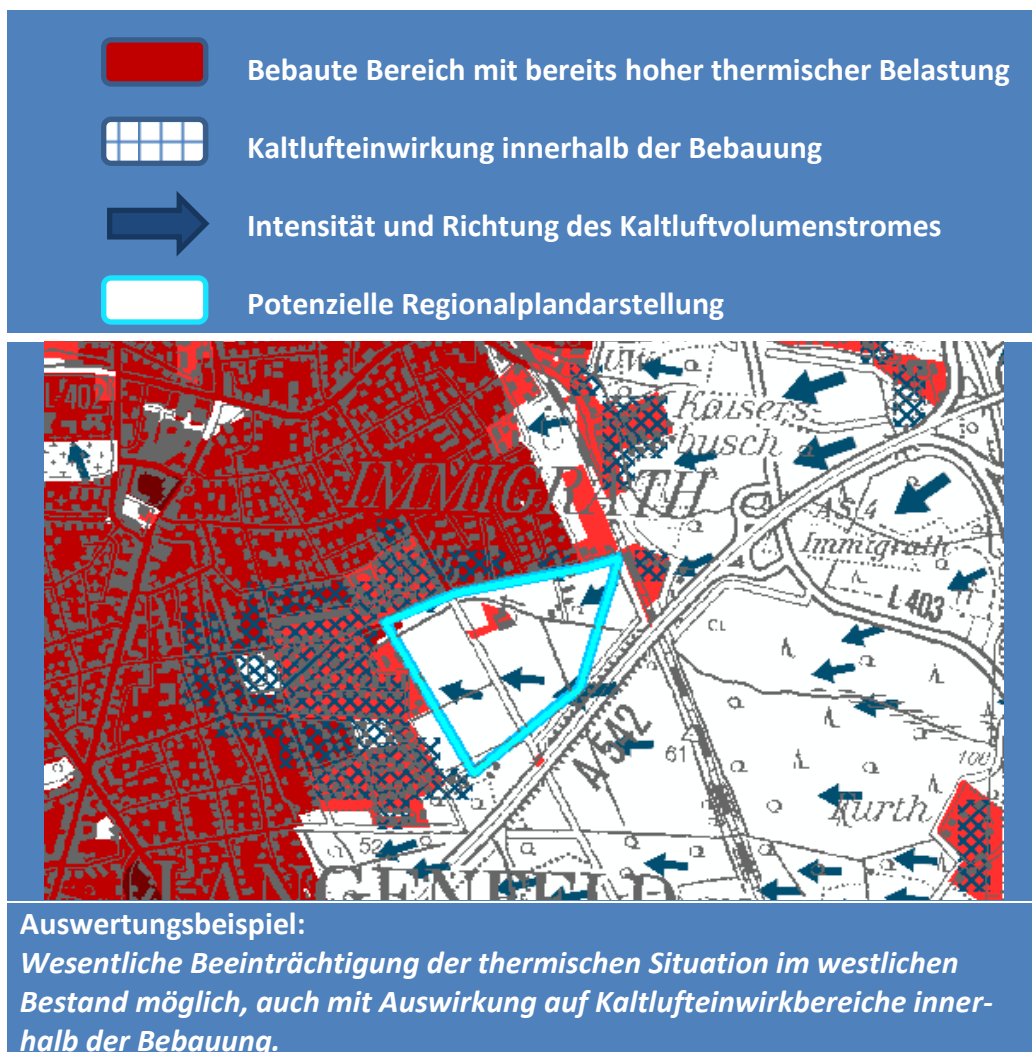 Bebaute Bereich mit bereits hoher thermischer Belastung
Kaltlufteinwirkung innerhalb der Bebauung
Intensität und Richtung des Kaltluftvolumenstromes
Potenzielle Regionalplandarstellung
Kaisers-
busch
IMMIGRATH
AS/4
Immigrath
L 403
A 542
61
100
Furth
52
LANGENFELD
Auswertungsbeispiel:
Wesentliche Beeinträchtigung der thermischen Situation im westlichen
Bestand möglich, auch mit Auswirkung auf Kaltlufteinwirkbereiche inner-
halb der Bebauung.